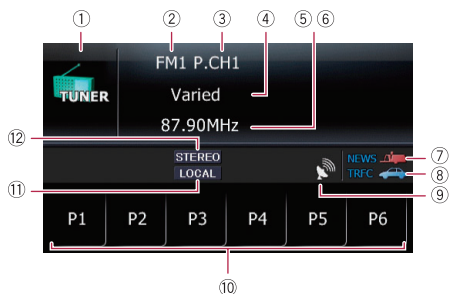 ① ② ③ ④ ⑤ ⑥
FM1 P.CH1
TUNER
Varied
87.90MHz
⑫
STEREO
NEWS ⑦
⑪
LOCAL
TRFC ⑧
⑨
P1 P2 P3 P4 P5 P6
⑩